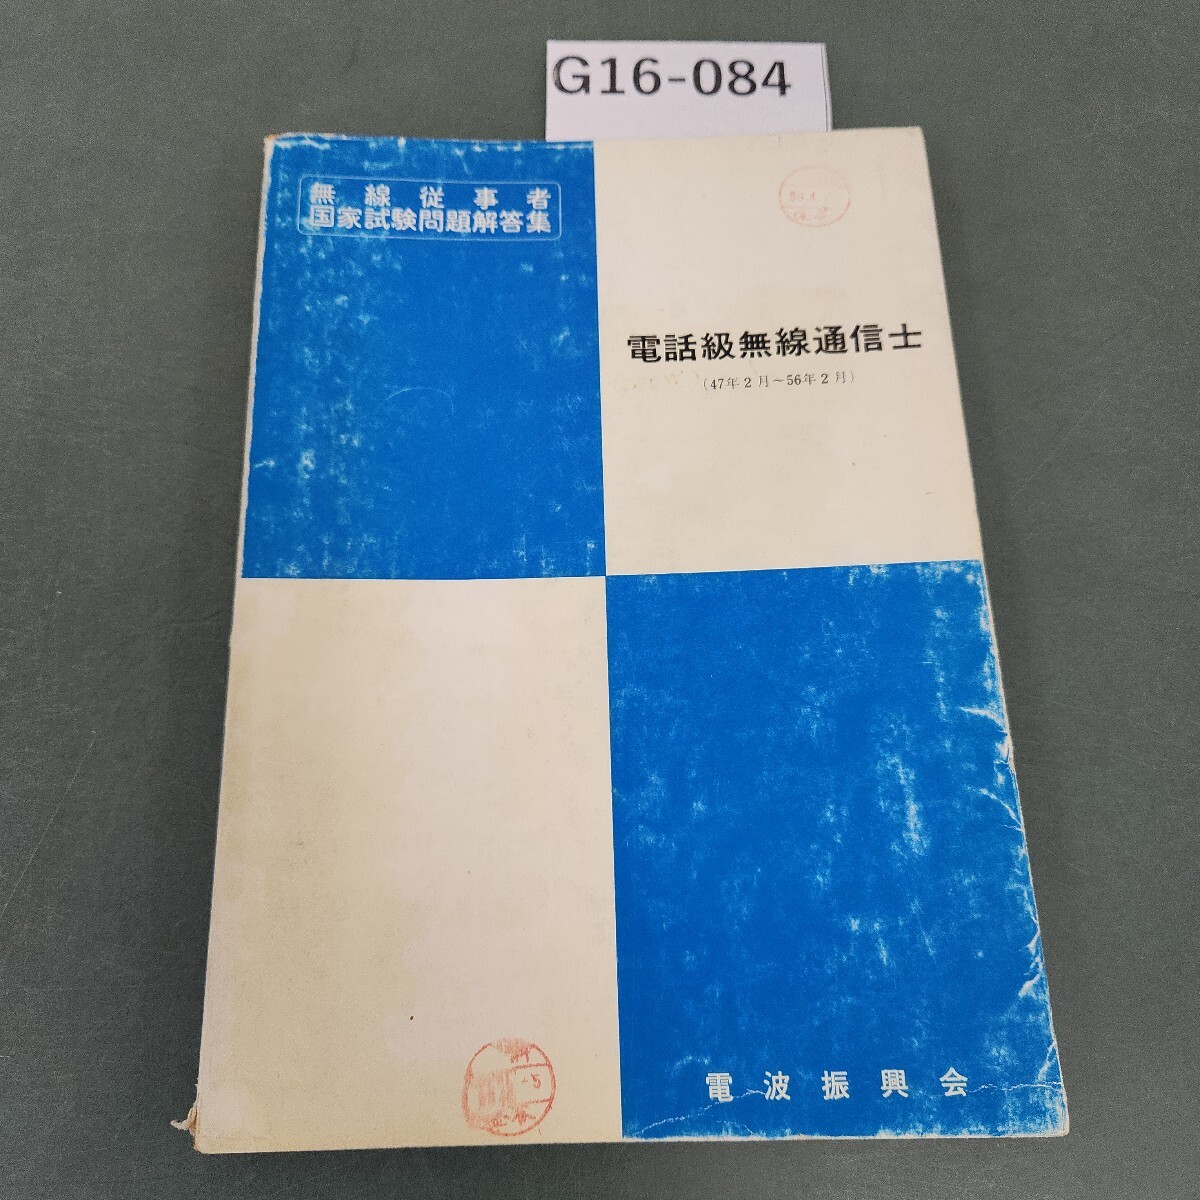 G16-084
無線従事者
国家試験問題解答集
電話級無線通信士
(47年2月~56年2月)
電波振興会